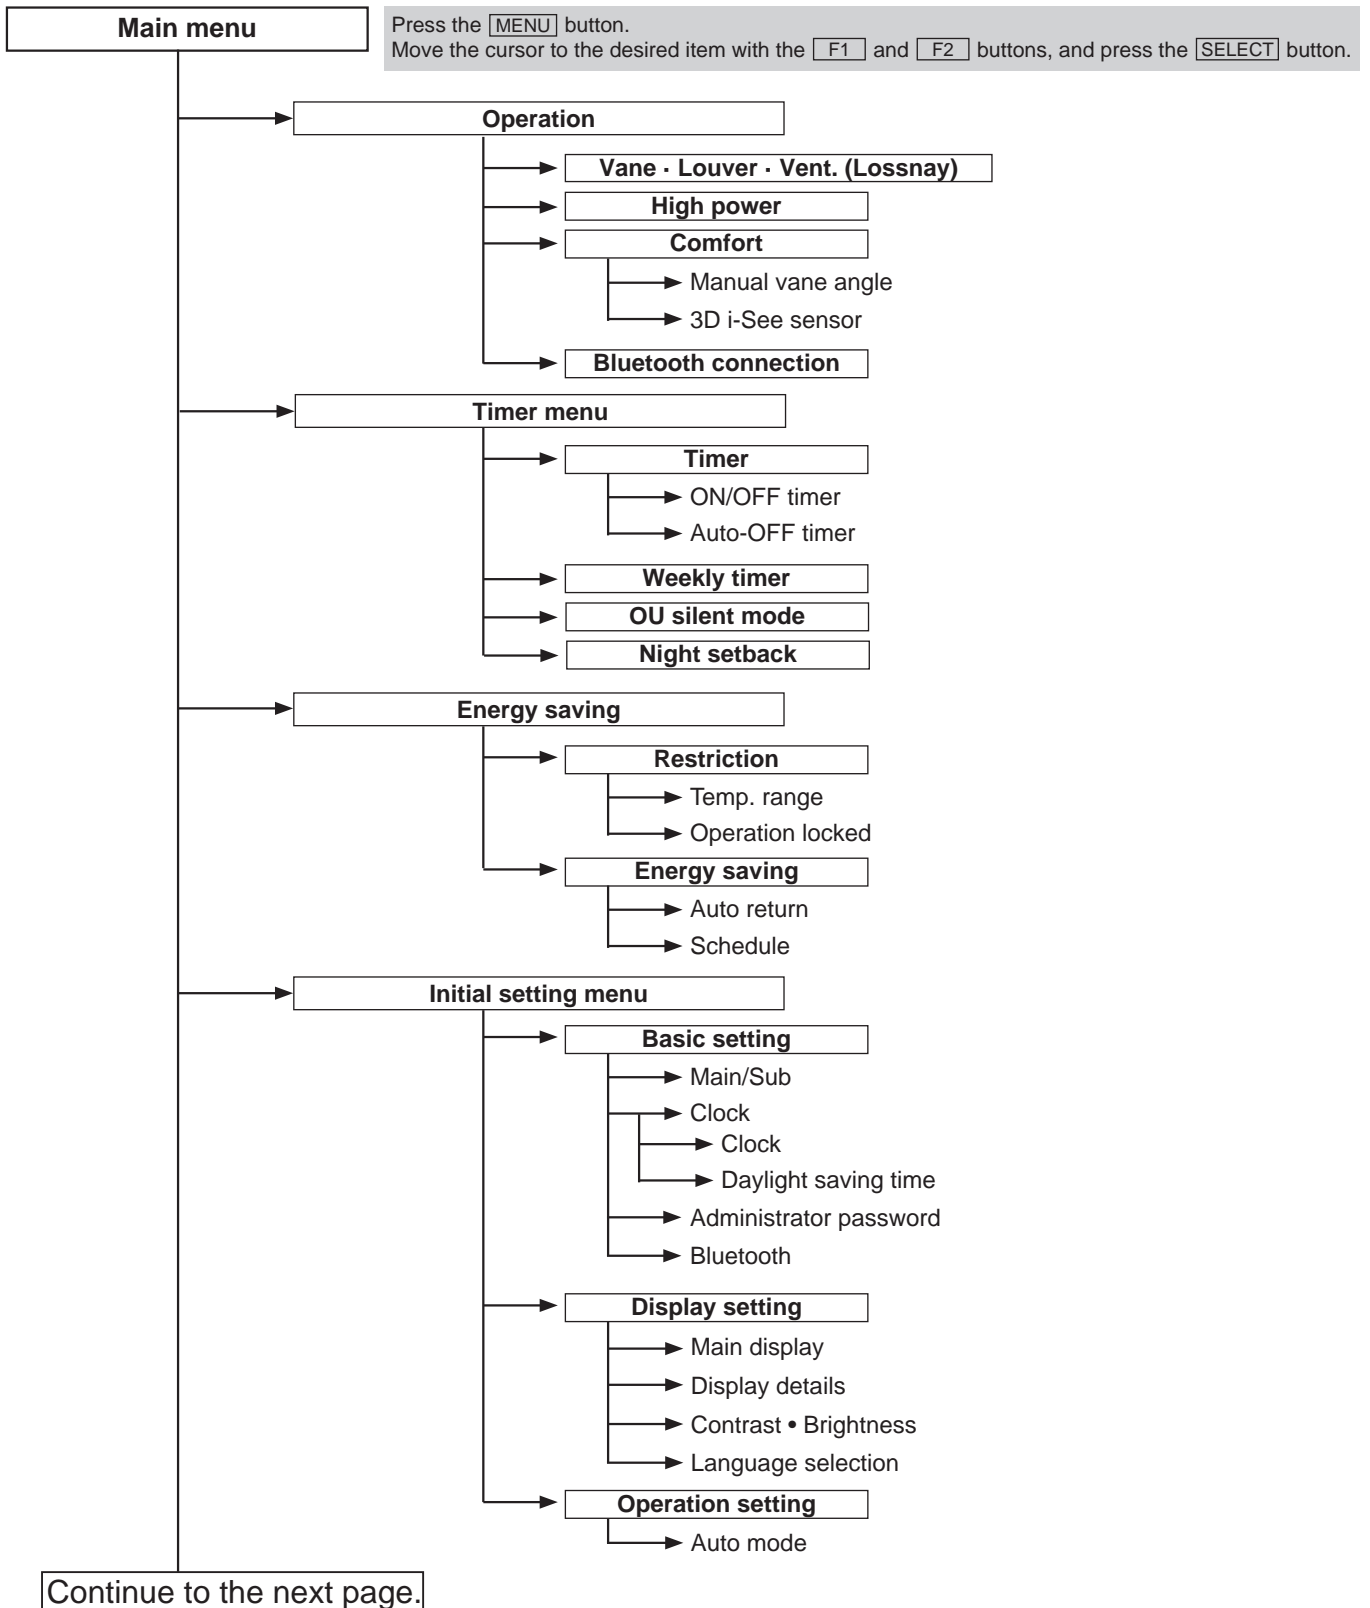 Main menu
Press the MENU button.
Move the cursor to the desired item with the F1 and F2 buttons, and press the SELECT button.
Operation
Vane · Louver · Vent. (Lossnay)
High power
Comfort
Manual vane angle
3D i-See sensor
Bluetooth connection
Timer menu
Timer
ON/OFF timer
Auto-OFF timer
Weekly timer
OU silent mode
Night setback
Energy saving
Restriction
Temp. range
Operation locked
Energy saving
Auto return
Schedule
Initial setting menu
Basic setting
Main/Sub
Clock
Clock
Daylight saving time
Administrator password
Bluetooth
Display setting
Main display
Display details
Contrast • Brightness
Language selection
Operation setting
Auto mode
Continue to the next page.